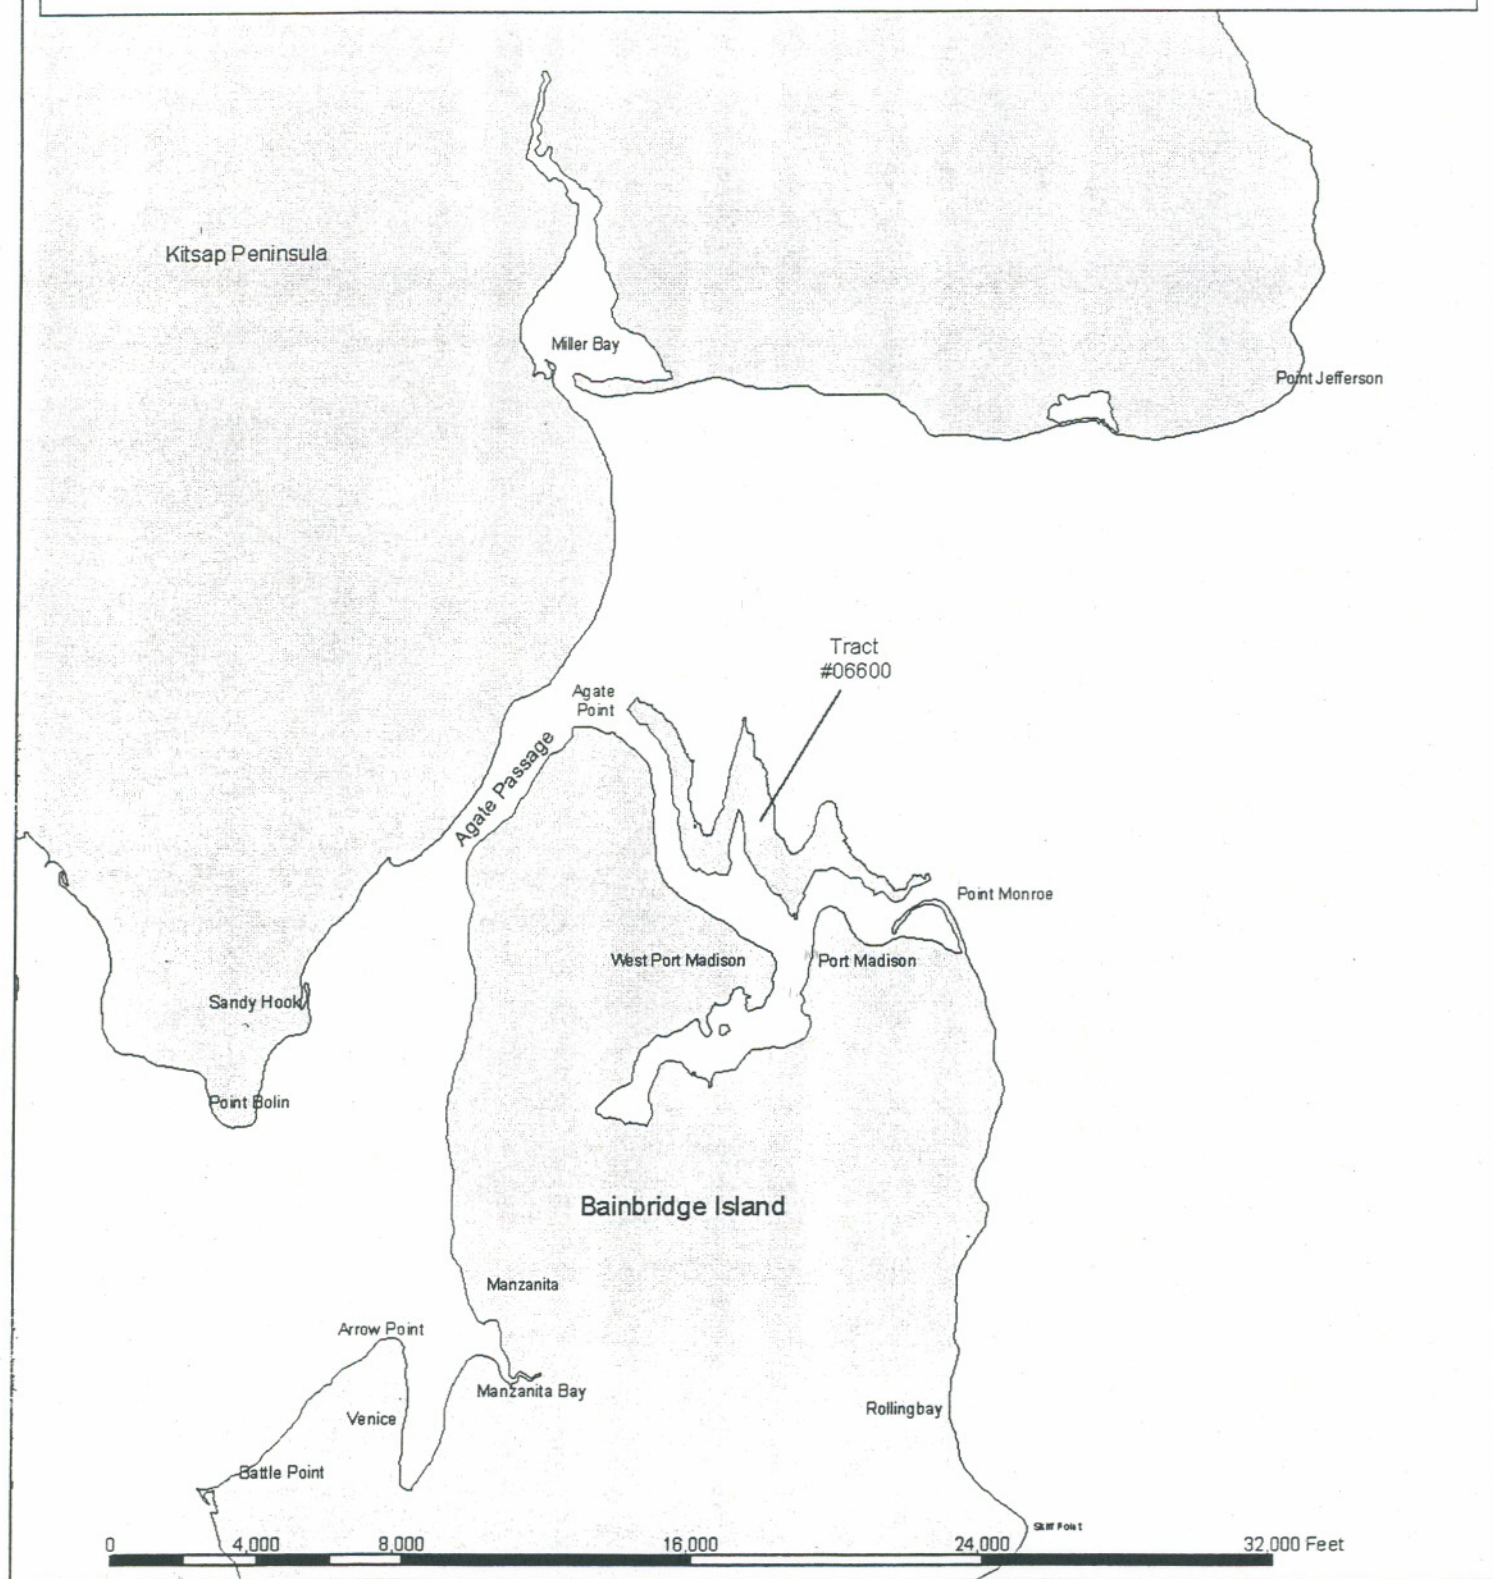 Kitsap Peninsula
Miller Bay
Point Jefferson
Tract
#06600
Agate
Point
Agate Passage
Point Monroe
West Port Madison
Port Madison
Sandy Hook
Point Bolin
Bainbridge Island
Manzanita
Arrow Point
Manzanita Bay
Venice
Rollingbay
Battle Point
Skiff Point
0 4,000 8,000 16,000 24,000 32,000 Feet